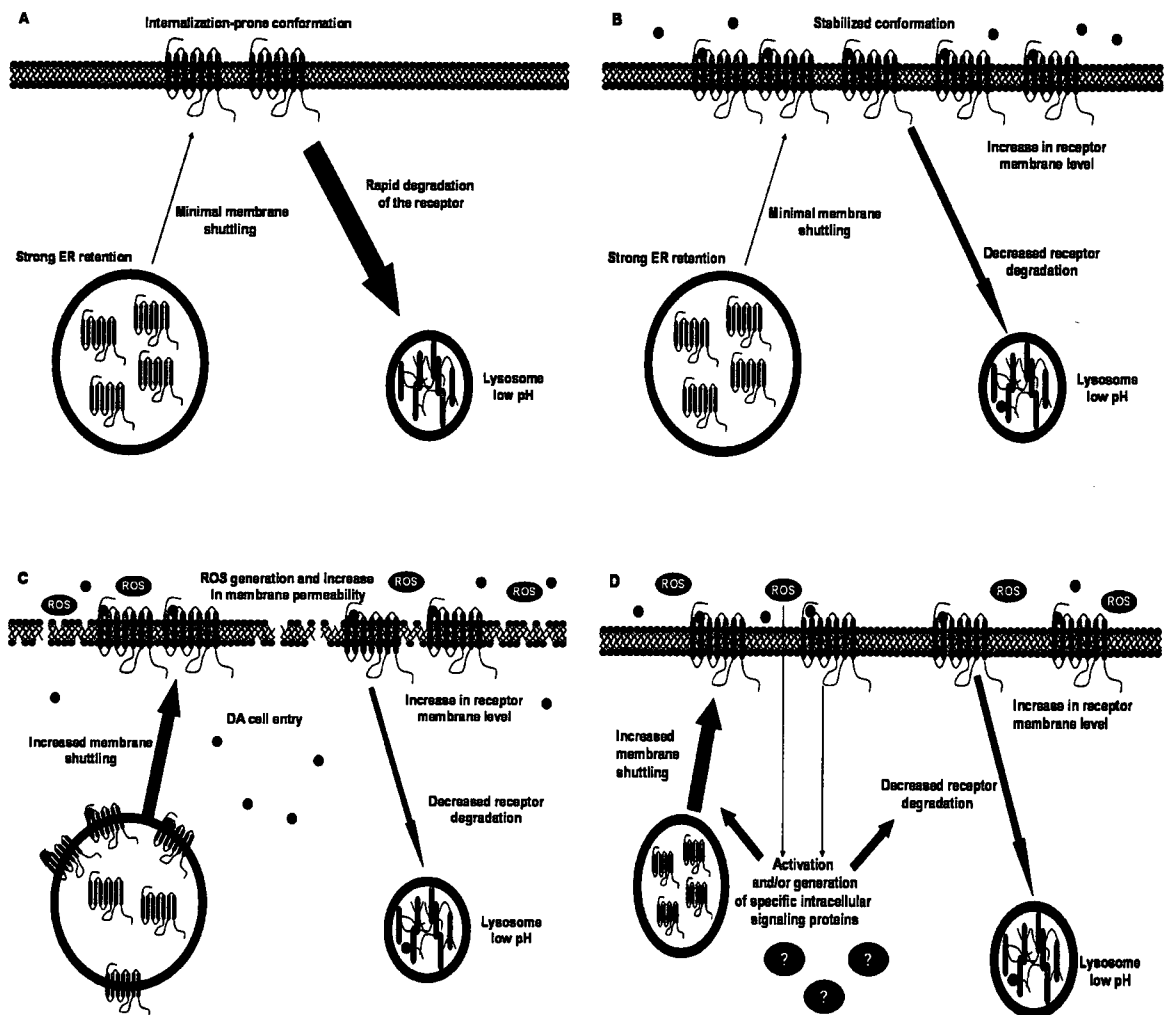 A
Internalization-prone conformation
Rapid degradation
of the receptor
Minimal membrane
shuttling
Strong ER retention
Lysosome
low pH
B
Stabilized conformation
Increase in receptor
membrane level
Minimal membrane
shuttling
Strong ER retention
Decreased receptor
degradation
Lysosome
low pH
C
ROS
ROS
ROS generation and increase
in membrane permeability
ROS
ROS
Increase in receptor
membrane level
DA cell entry
Increased membrane
shuttling
Decreased receptor
degradation
Lysosome
low pH
D
ROS
ROS
ROS
ROS
Increase in receptor
membrane level
Increased
membrane
shuttling
Decreased receptor
degradation
Activation
and/or generation
of specific intracellular
signaling proteins
?
?
?
Lysosome
low pH